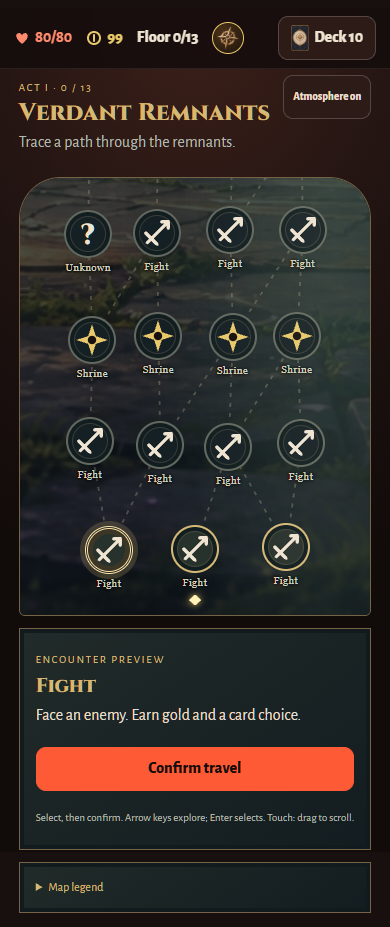 80/80 99 Floor 0/13 Deck 10
ACT I · 0 / 13
VERDANT REMNANTS
Atmosphere on
Trace a path through the remnants.
?
Unknown Fight Fight Fight
Shrine Shrine Shrine Shrine
Fight Fight Fight Fight
Fight Fight Fight
ENCOUNTER PREVIEW
FIGHT
Face an enemy. Earn gold and a card choice.
Confirm travel
Select, then confirm. Arrow keys explore; Enter selects. Touch: drag to scroll.
Map legend